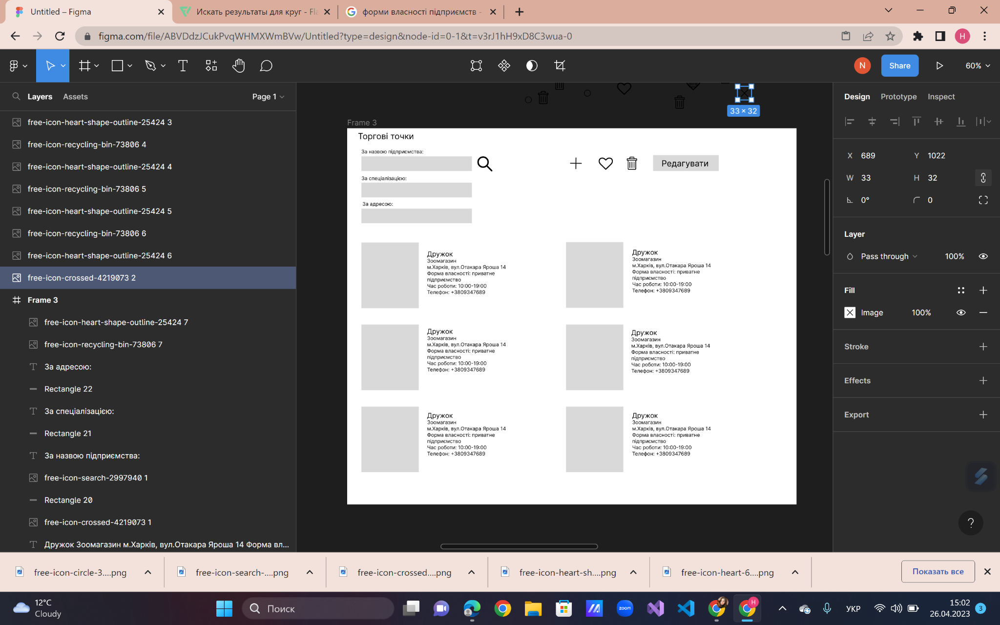 Untitled – Figma
Искать результаты для круг - Fla
форми власності підприємств -
figma.com/file/ABVDdzJCukPvqWHMXWmBVw/Untitled?type=design&node-id=0-1&t=v3rJ1hH9xD8C3wua-0
H
N
Share
60%
Layers
Assets
Page 1
free-icon-heart-shape-outline-25424 3
free-icon-recycling-bin-73806 4
free-icon-heart-shape-outline-25424 4
free-icon-recycling-bin-73806 5
free-icon-heart-shape-outline-25424 5
free-icon-recycling-bin-73806 6
free-icon-heart-shape-outline-25424 6
free-icon-crossed-4219073 2
Frame 3
free-icon-heart-shape-outline-25424 7
free-icon-recycling-bin-73806 7
За адресою:
Rectangle 22
За спеціалізацією:
Rectangle 21
За назвою підприємства:
free-icon-search-2997940 1
Rectangle 20
free-icon-crossed-4219073 1
Дружок Зоомагазин м.Харків, вул.Отакара Яроша 14 Форма вл...
33 × 32
Frame 3
Торгові точки
За назвою підприємства:
Редагувати
За спеціалізацією:
За адресою:
Дружок
Зоомагазин
м.Харків, вул.Отакара Яроша 14
Форма власності: приватне
підприємство
Час роботи: 10:00-19:00
Телефон: +3809347689
Дружок
Зоомагазин
м.Харків, вул.Отакара Яроша 14
Форма власності: приватне
підприємство
Час роботи: 10:00-19:00
Телефон: +3809347689
Дружок
Зоомагазин
м.Харків, вул.Отакара Яроша 14
Форма власності: приватне
підприємство
Час роботи: 10:00-19:00
Телефон: +3809347689
Дружок
Зоомагазин
м.Харків, вул.Отакара Яроша 14
Форма власності: приватне
підприємство
Час роботи: 10:00-19:00
Телефон: +3809347689
Дружок
Зоомагазин
м.Харків, вул.Отакара Яроша 14
Форма власності: приватне
підприємство
Час роботи: 10:00-19:00
Телефон: +3809347689
Дружок
Зоомагазин
м.Харків, вул.Отакара Яроша 14
Форма власності: приватне
підприємство
Час роботи: 10:00-19:00
Телефон: +3809347689
Design
Prototype
Inspect
X 689
Y 1022
W 33
H 32
0°
0
Layer
Pass through
100%
Fill
Image
100%
Stroke
Effects
Export
?
free-icon-circle-3....png
free-icon-search-....png
free-icon-crossed....png
free-icon-heart-sh....png
free-icon-heart-6....png
Показать все
12°C
Cloudy
Поиск
zoom
H
УКР
15:02
26.04.2023
3